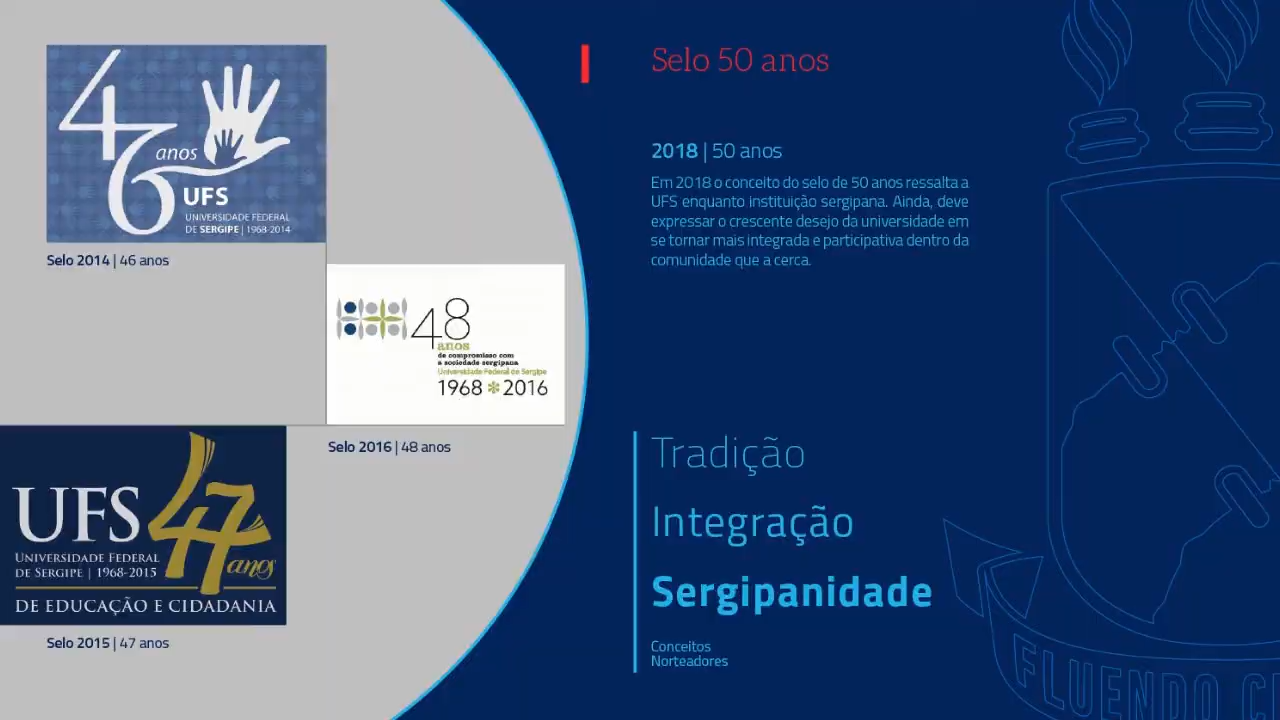 46
anos
UFS
UNIVERSIDADE FEDERAL
DE SERGIPE | 1968-2014
Selo 2014 | 46 anos
48
anos
de compromisso com
a sociedade sergipana
Universidade Federal de Sergipe
1968 2016
Selo 2016 | 48 anos
UFS 47
anos
UNIVERSIDADE FEDERAL
DE SERGIPE | 1968-2015
DE EDUCAÇÃO E CIDADANIA
Selo 2015 | 47 anos
Selo 50 anos
2018 | 50 anos
Em 2018 o conceito do selo de 50 anos ressalta a
UFS enquanto instituição sergipana. Ainda, deve
expressar o crescente desejo da universidade em
se tornar mais integrada e participativa dentro da
comunidade que a cerca.
Tradição
Integração
Sergipanidade
Conceitos
Norteadores
FLUENDO